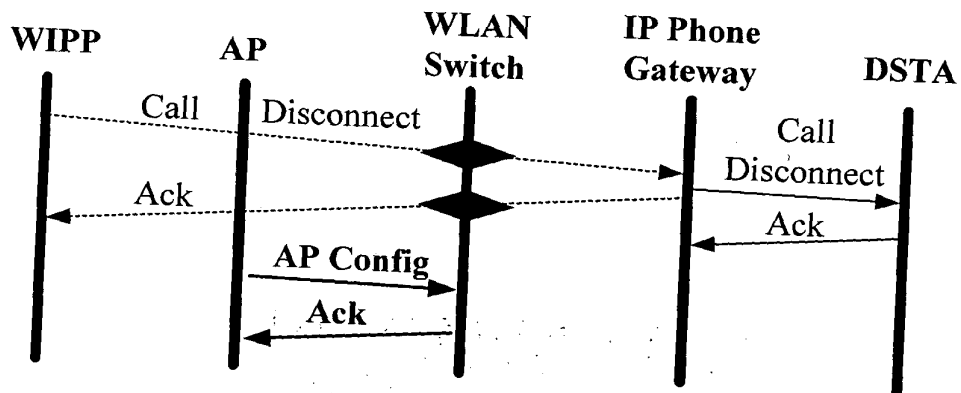 WIPP
AP
WLAN
Switch
IP Phone
Gateway
DSTA
Call Disconnect
Call
Disconnect
Ack
Ack
AP Config
Ack